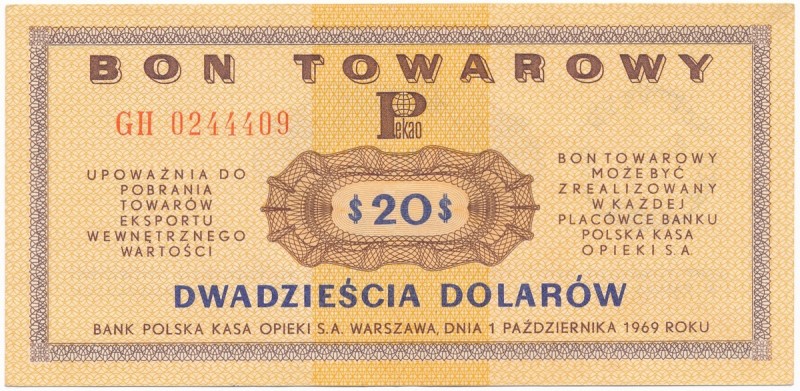 BON TOWAROWY
Pekao
GH 0244409
UPOWAŻNIA DO
POBRANIA
TOWARÓW
EKSPORTU
WEWNĘTRZNEGO
WARTOŚCI
$20$
BON TOWAROWY
MOŻE BYĆ
ZREALIZOWANY
W KAŻDEJ
PLACÓWCE BANKU
POLSKA KASA
OPIEKI S.A.
DWADZIEŚCIA DOLARÓW
BANK POLSKA KASA OPIEKI S.A. WARSZAWA, DNIA 1 PAŹDZIERNIKA 1969 ROKU